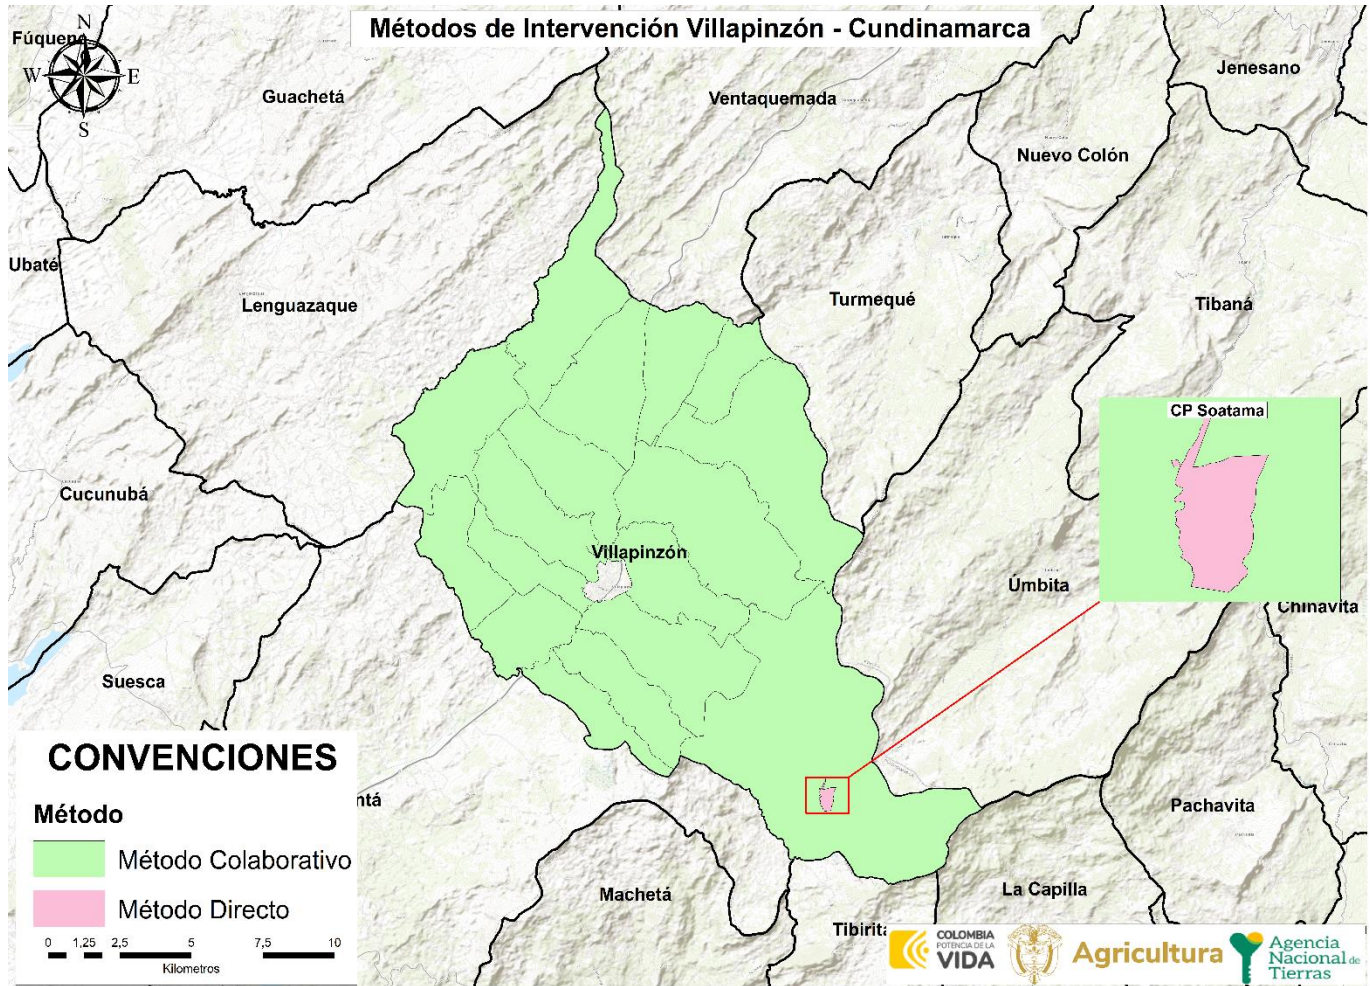 Métodos de Intervención Villapinzón - Cundinamarca
Fúquene
N
W
E
S
Guachetá
Ventaquemada
Jenesano
Nuevo Colón
Ubaté
Lenguazaque
Turmequé
Tibaná
CP Soatama
Cucunubá
Villapinzón
Úmbita
Chinavita
Suesca
CONVENCIONES
Método
Método Colaborativo
Método Directo
0 1,25 2,5 5 7,5 10
Kilometros
ntá
Pachavita
Machetá
La Capilla
Tibirita
COLOMBIA
POTENCIA DE LA
VIDA
Agricultura
Agencia
Nacional de
Tierras